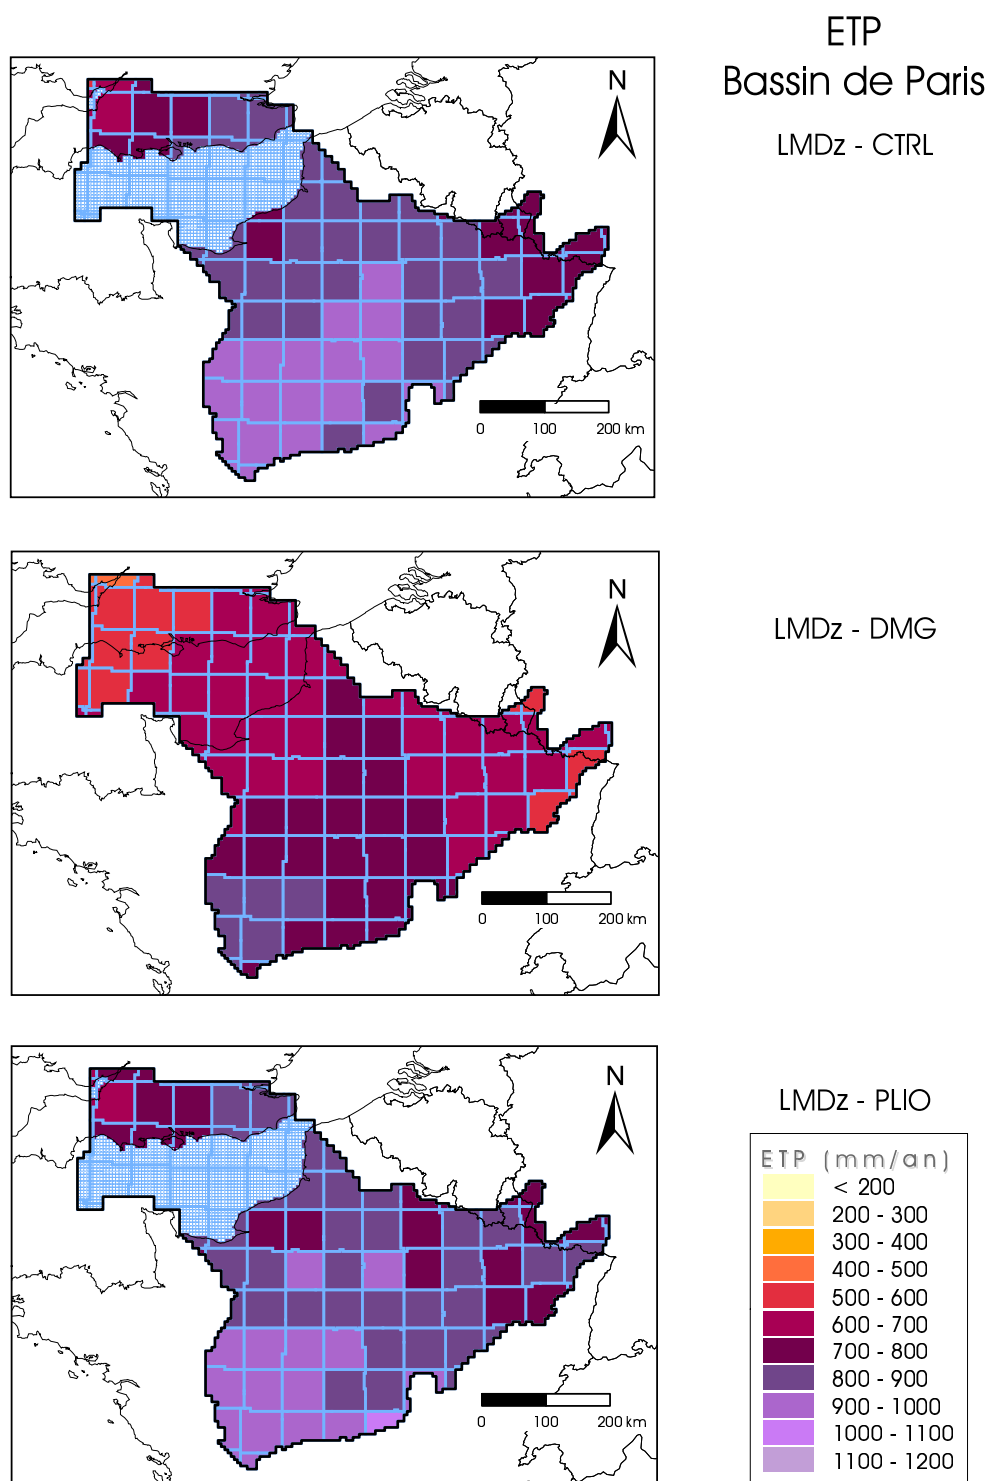 ETP
Bassin de Paris
LMDz - CTRL
N
0 100 200 km
LMDz - DMG
N
0 100 200 km
LMDz - PLIO
N
0 100 200 km
ETP (mm/an)
< 200
200 - 300
300 - 400
400 - 500
500 - 600
600 - 700
700 - 800
800 - 900
900 - 1000
1000 - 1100
1100 - 1200